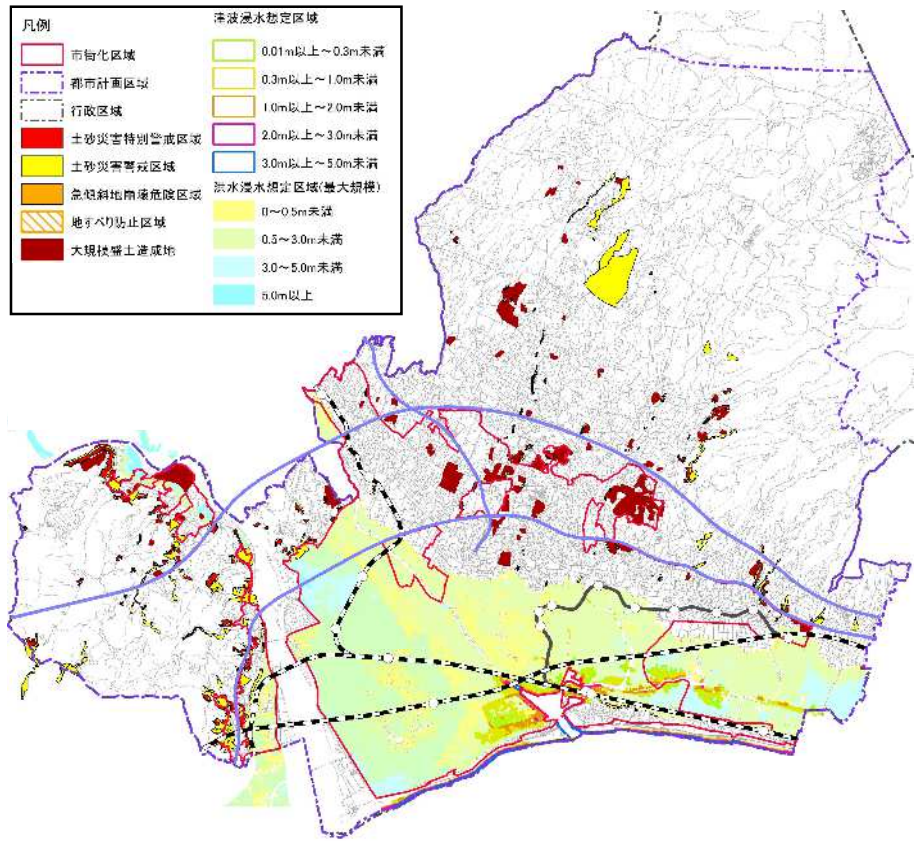 凡例
市街化区域
都市計画区域
行政区域
土砂災害特別警戒区域
土砂災害警戒区域
急傾斜地崩壊危険区域
地すべり防止区域
大規模盛土造成地
津波浸水想定区域
0.01m以上～0.3m未満
0.3m以上～1.0m未満
1.0m以上～2.0m未満
2.0m以上～3.0m未満
3.0m以上～5.0m未満
洪水浸水想定区域(最大規模)
0～0.5m未満
0.5～3.0m未満
3.0～5.0m未満
5.0m以上